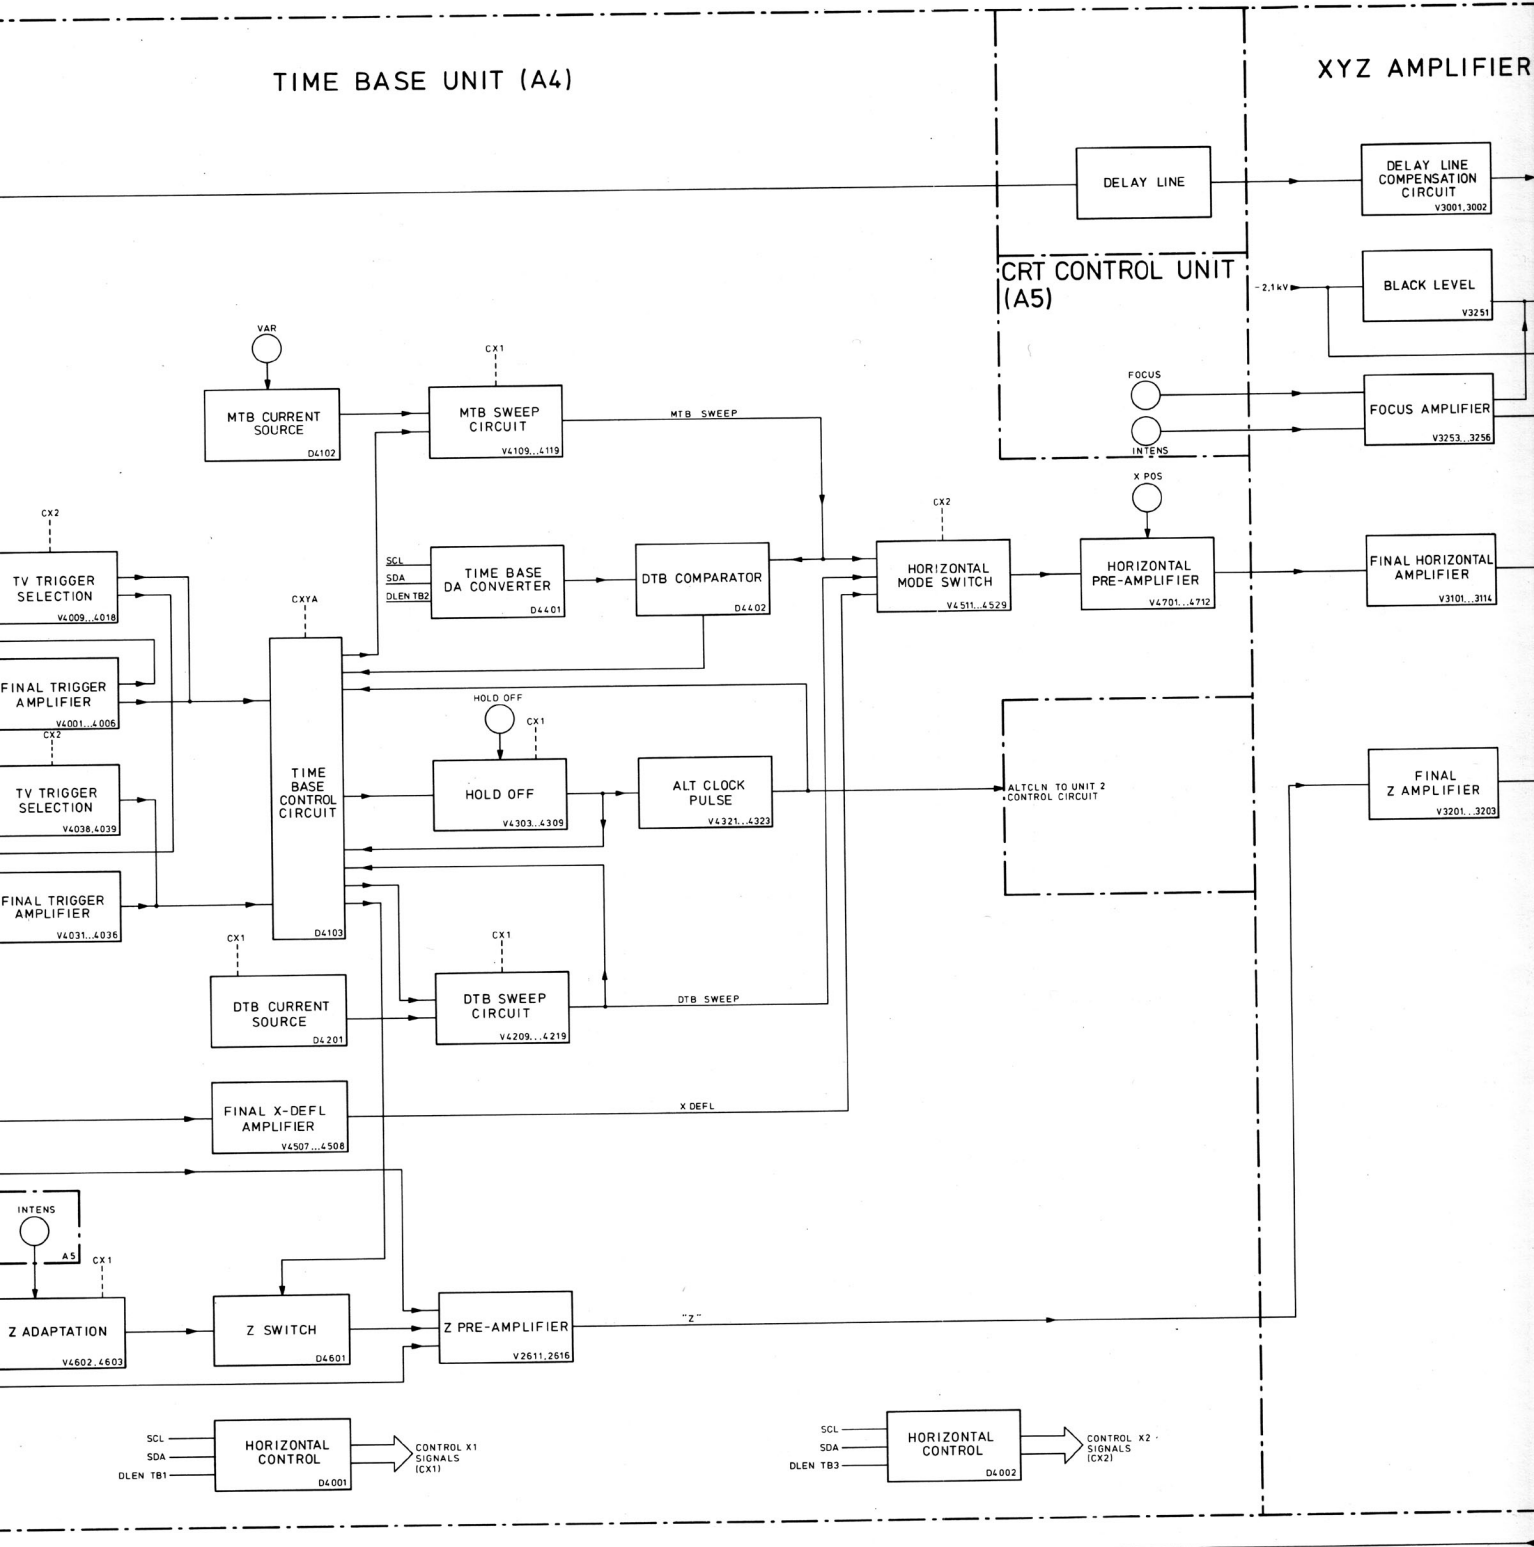 TIME BASE UNIT (A4)
XYZ AMPLIFIER
DELAY LINE
DELAY LINE
COMPENSATION
CIRCUIT
V3001,3002
CRT CONTROL UNIT
(A5)
-2,1kV
BLACK LEVEL
V3251
VAR
CX1
MTB CURRENT
SOURCE
D4102
MTB SWEEP
CIRCUIT
V4109...4119
MTB SWEEP
FOCUS
INTENS
FOCUS AMPLIFIER
V3253...3256
X POS
CX2
CX2
TV TRIGGER
SELECTION
V4009...4018
SCL
SDA
DLEN TB2
TIME BASE
DA CONVERTER
D4401
DTB COMPARATOR
D4402
HORIZONTAL
MODE SWITCH
V4511...4529
HORIZONTAL
PRE-AMPLIFIER
V4701...4712
FINAL HORIZONTAL
AMPLIFIER
V3101...3114
CXYA
FINAL TRIGGER
AMPLIFIER
V4001...4006
HOLD OFF
CX1
CX2
TV TRIGGER
SELECTION
V4038,4039
TIME
BASE
CONTROL
CIRCUIT
D4103
HOLD OFF
V4303...4309
ALT CLOCK
PULSE
V4321...4323
ALTCLN TO UNIT 2
CONTROL CIRCUIT
FINAL
Z AMPLIFIER
V3201...3203
FINAL TRIGGER
AMPLIFIER
V4031...4036
CX1
CX1
DTB CURRENT
SOURCE
D4201
DTB SWEEP
CIRCUIT
V4209...4219
DTB SWEEP
FINAL X-DEFL
AMPLIFIER
V4507...4508
X DEFL
INTENS
A5
CX1
Z ADAPTATION
V4602,4603
Z SWITCH
D4601
Z PRE-AMPLIFIER
V2611,2616
"Z"
SCL
SDA
DLEN TB1
HORIZONTAL
CONTROL
D4001
CONTROL X1
SIGNALS
(CX1)
SCL
SDA
DLEN TB3
HORIZONTAL
CONTROL
D4002
CONTROL X2
SIGNALS
(CX2)